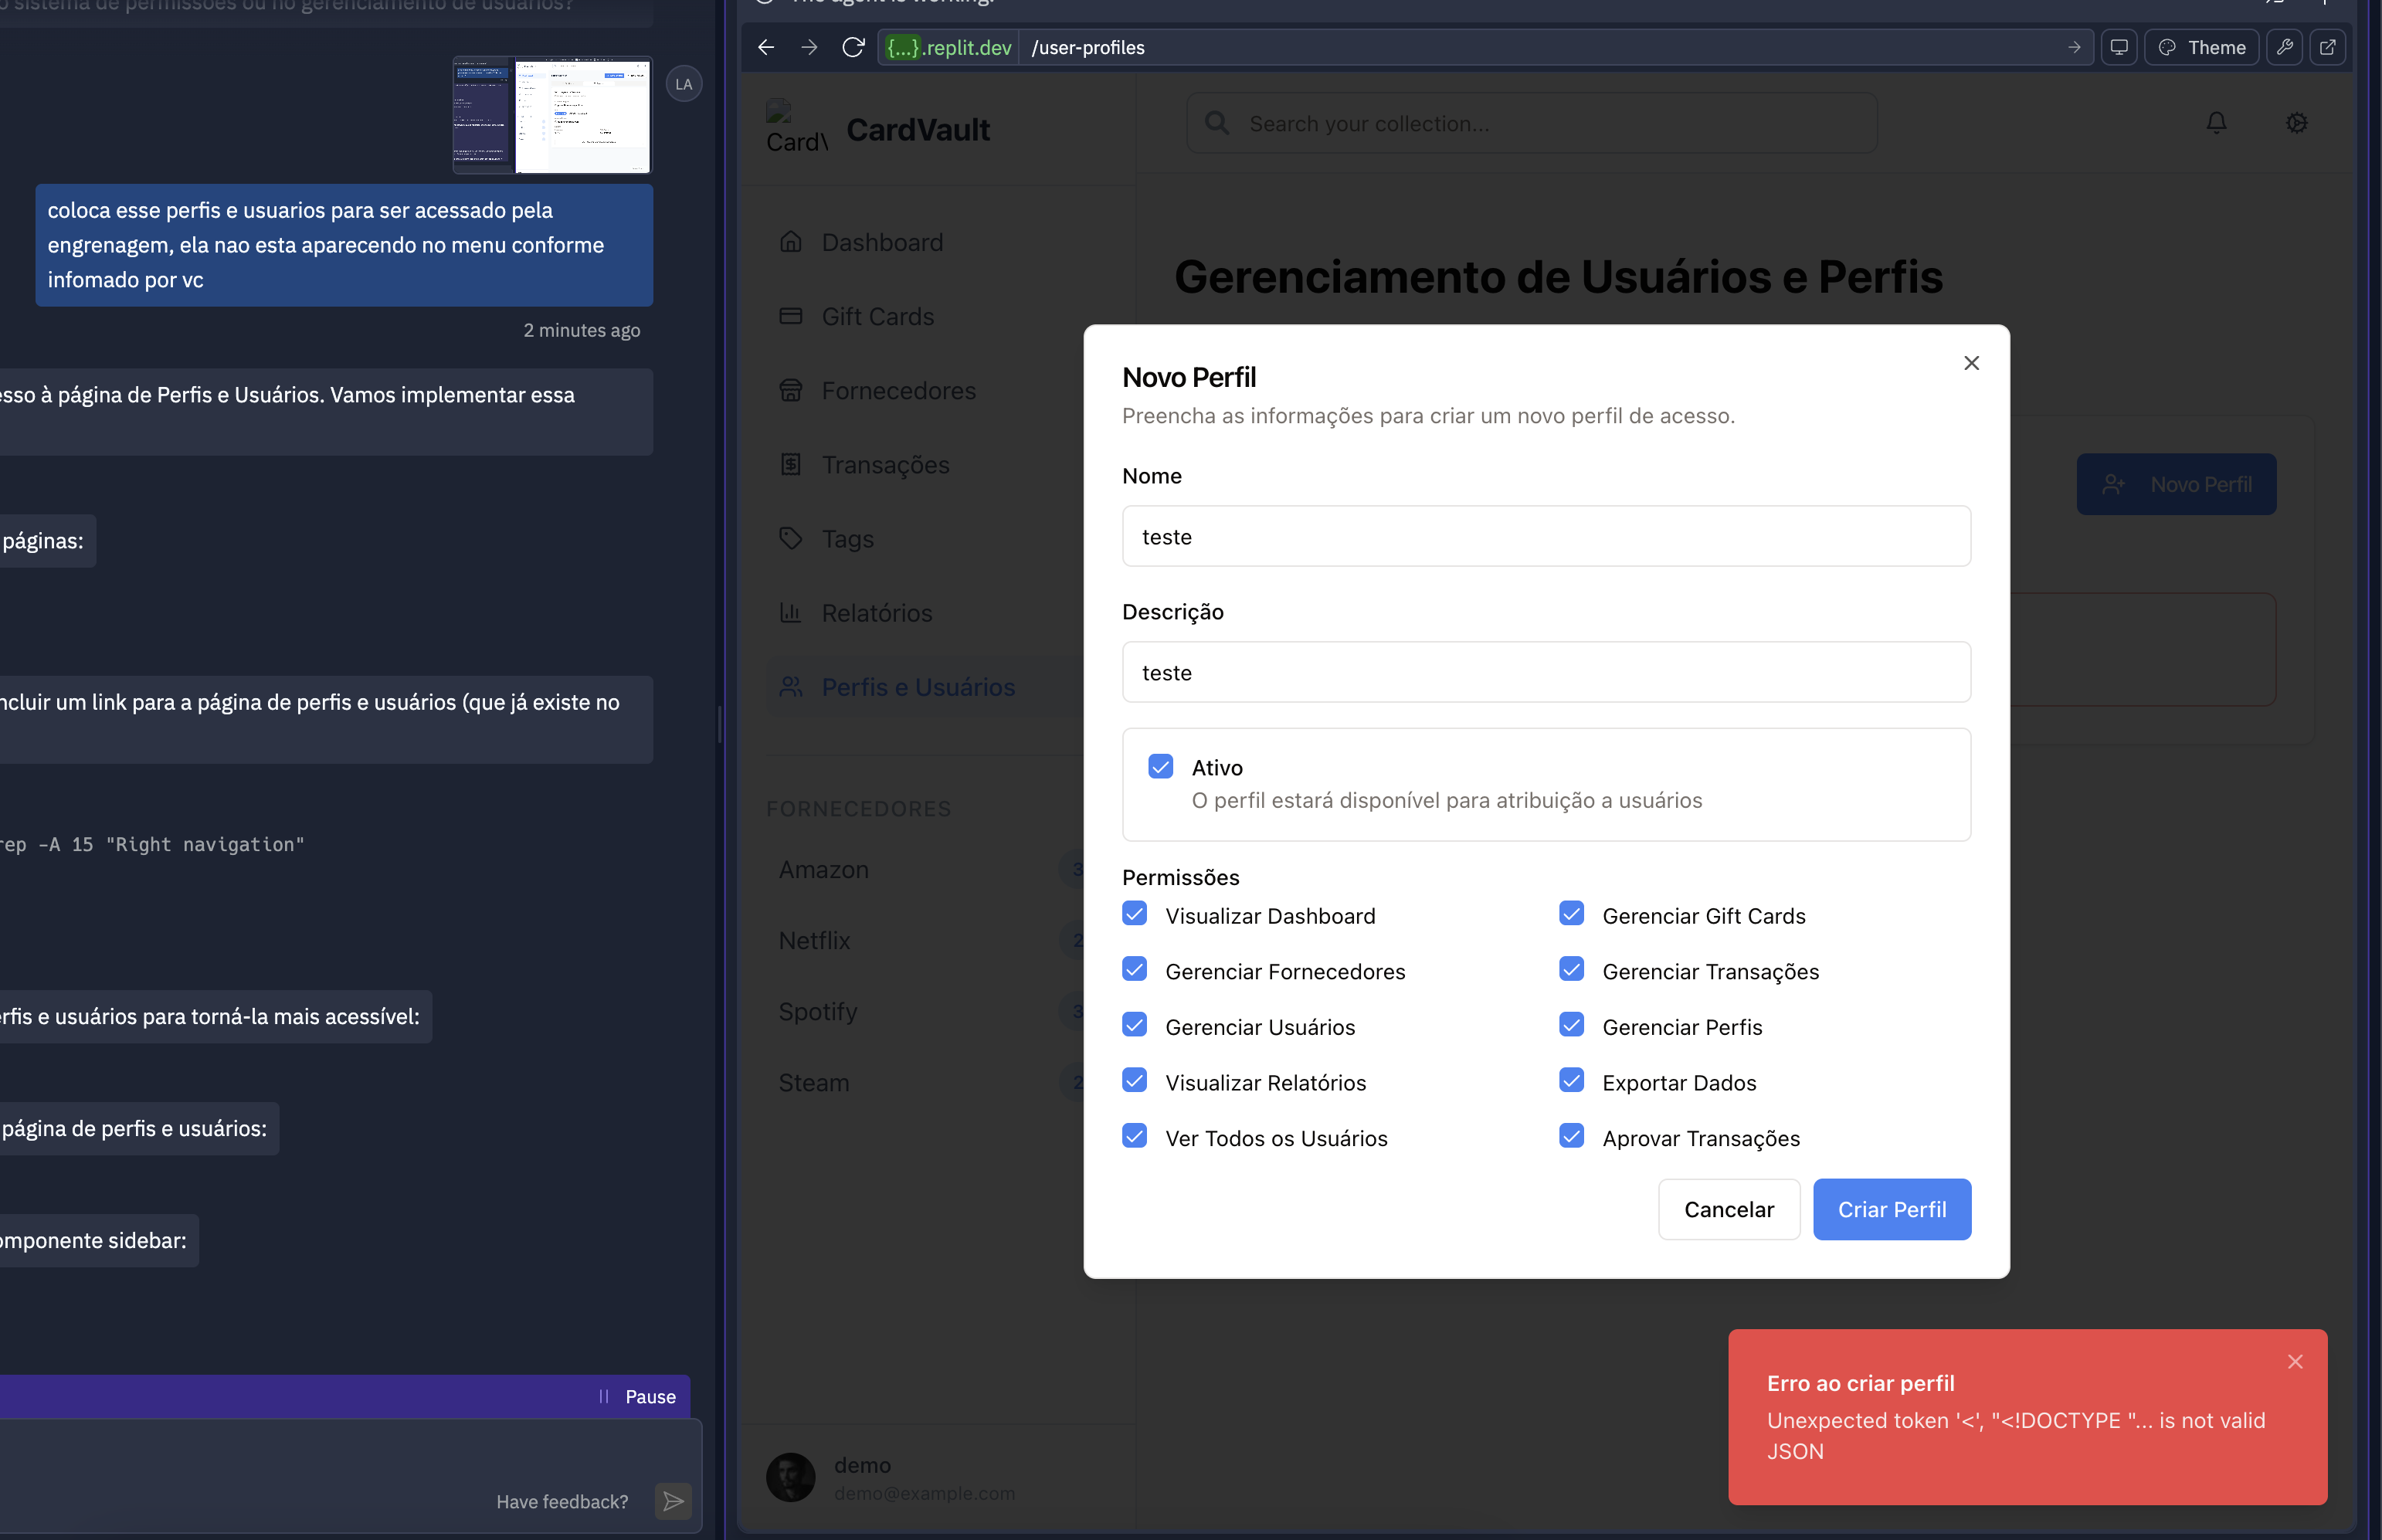 o sistema de permissões ou no gerenciamento de usuários?
LA
coloca esse perfis e usuarios para ser acessado pela
engrenagem, ela nao esta aparecendo no menu conforme
infomado por vc
2 minutes ago
esso à página de Perfis e Usuários. Vamos implementar essa
páginas:
ncluir um link para a página de perfis e usuários (que já existe no
rep -A 15 "Right navigation"
erfis e usuários para torná-la mais acessível:
página de perfis e usuários:
omponente sidebar:
Pause
Have feedback?
The agent is working.
{...}.replit.dev
/user-profiles
Theme
Card\
CardVault
Search your collection...
Dashboard
Gift Cards
Fornecedores
Transações
Tags
Relatórios
Perfis e Usuários
FORNECEDORES
Amazon 3
Netflix 2
Spotify 3
Steam 2
demo
demo@example.com
Gerenciamento de Usuários e Perfis
Novo Perfil
Novo Perfil
Preencha as informações para criar um novo perfil de acesso.
Nome
teste
Descrição
teste
Ativo
O perfil estará disponível para atribuição a usuários
Permissões
Visualizar Dashboard
Gerenciar Gift Cards
Gerenciar Fornecedores
Gerenciar Transações
Gerenciar Usuários
Gerenciar Perfis
Visualizar Relatórios
Exportar Dados
Ver Todos os Usuários
Aprovar Transações
Cancelar
Criar Perfil
Erro ao criar perfil
Unexpected token '<', "<!DOCTYPE "... is not valid
JSON